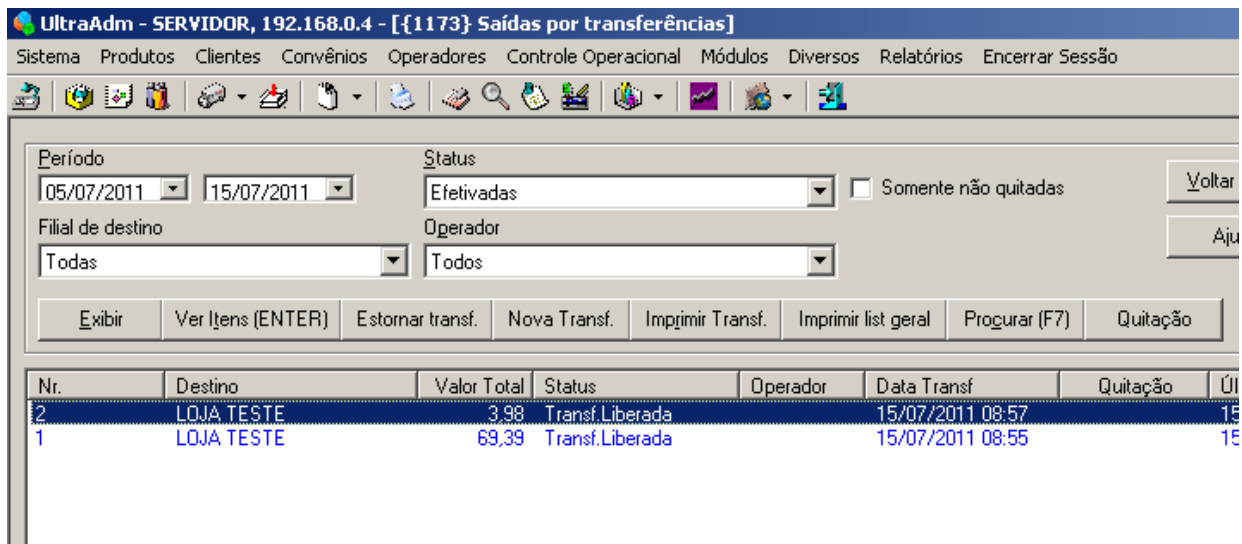 UltraAdm - SERVIDOR, 192.168.0.4 - [{1173} Saídas por transferências]
Sistema Produtos Clientes Convênios Operadores Controle Operacional Módulos Diversos Relatórios Encerrar Sessão
Período Status
05/07/2011 15/07/2011 Efetivadas Somente não quitadas Voltar
Filial de destino Operador Aju
Todas Todos
Exibir Ver Itens (ENTER) Estornar transf. Nova Transf. Imprimir Transf. Imprimir list geral Procurar (F7) Quitação
Nr. Destino Valor Total Status Operador Data Transf Quitação Úl
2 LOJA TESTE 3,98 Transf.Liberada 15/07/2011 08:57 15
1 LOJA TESTE 69,39 Transf.Liberada 15/07/2011 08:55 15